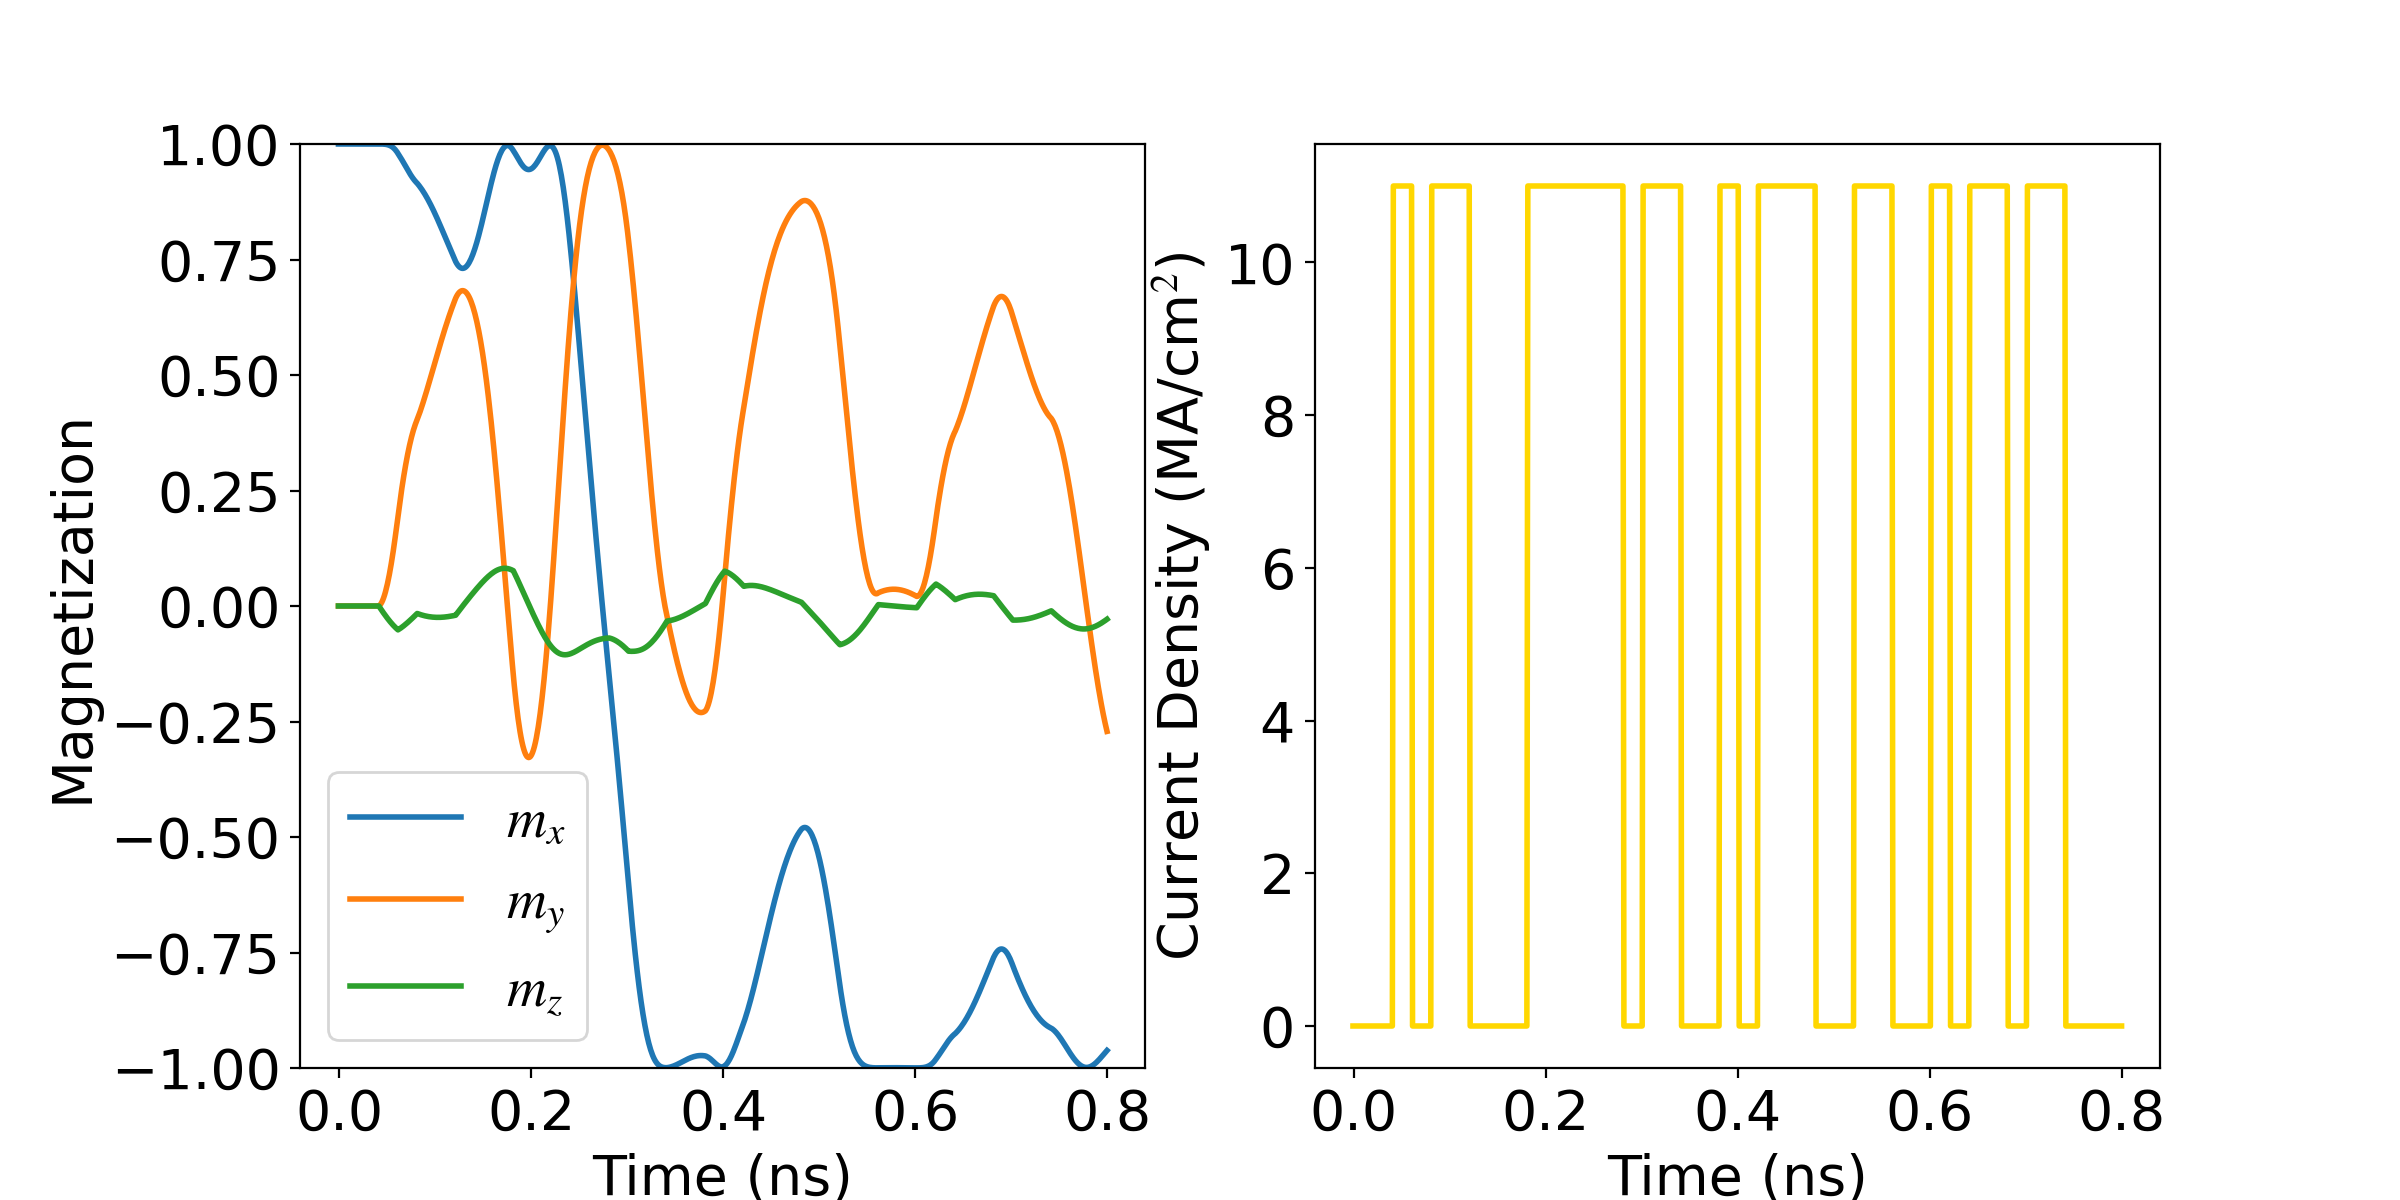 1.00
0.75
0.50
0.25
0.00
−0.25
−0.50
−0.75
−1.00
Magnetization
m_x
m_y
m_z
0.0 0.2 0.4 0.6 0.8
Time (ns)
10
8
6
4
2
0
Current Density (MA/cm²)
0.0 0.2 0.4 0.6 0.8
Time (ns)